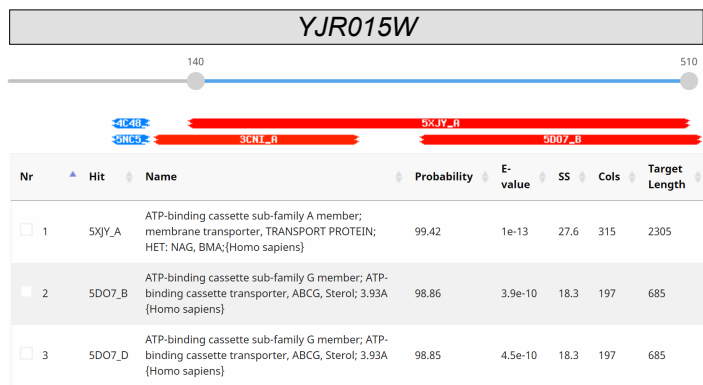 YJR015W
140 510
4C48_ 5XJY_A
5NC5_ 3CNI_A 5DO7_B
Nr Hit Name Probability E-value SS Cols Target Length
1 5XJY_A ATP-binding cassette sub-family A member; membrane transporter, TRANSPORT PROTEIN; HET: NAG, BMA;{Homo sapiens} 99.42 1e-13 27.6 315 2305
2 5DO7_B ATP-binding cassette sub-family G member; ATP-binding cassette transporter, ABCG, Sterol; 3.93A {Homo sapiens} 98.86 3.9e-10 18.3 197 685
3 5DO7_D ATP-binding cassette sub-family G member; ATP-binding cassette transporter, ABCG, Sterol; 3.93A {Homo sapiens} 98.85 4.5e-10 18.3 197 685